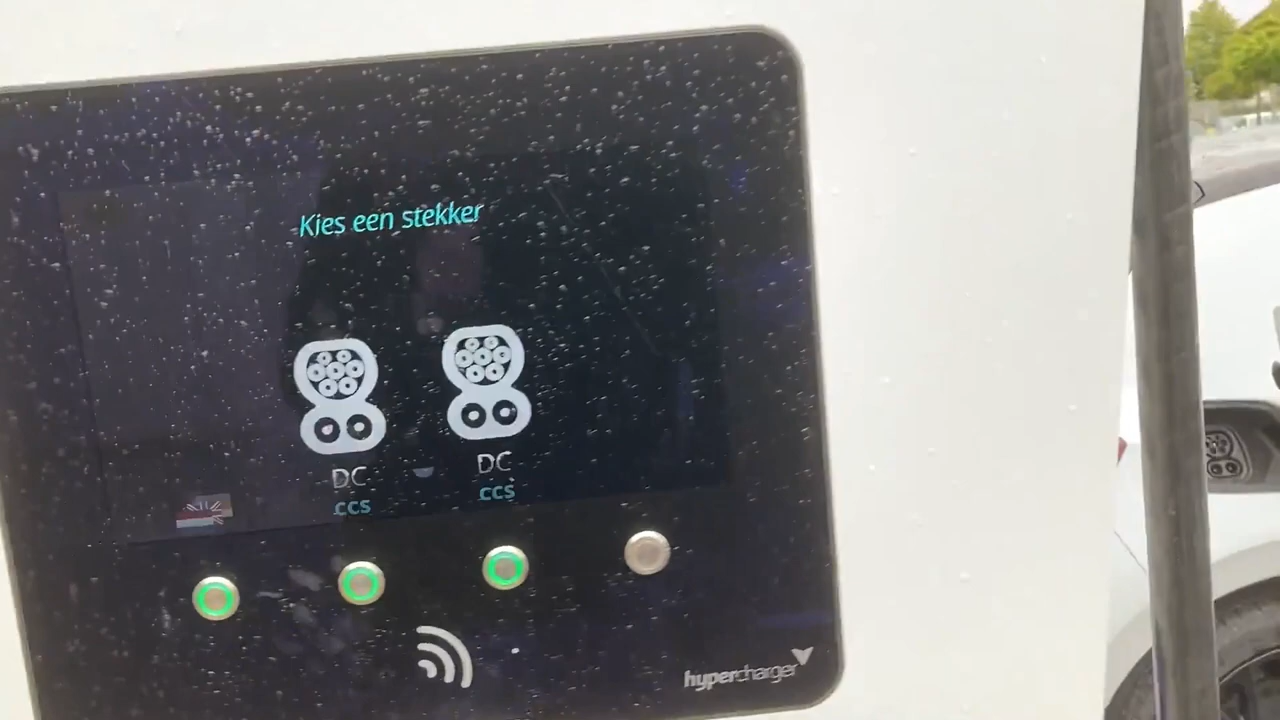 Kies een stekker
DC
CCS
DC
CCS
hypercharger